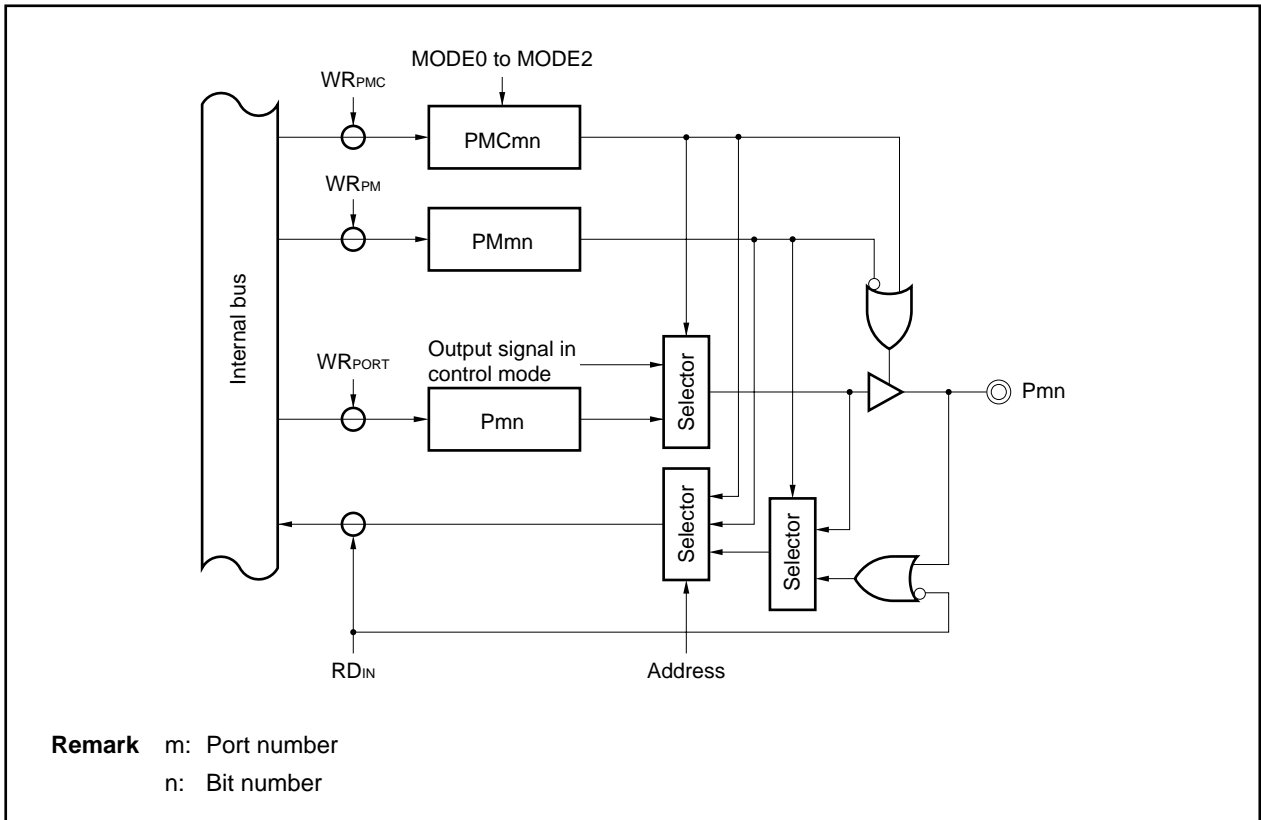 MODE0 to MODE2
WRPMC
PMCmn
WRPM
PMmn
Internal bus
WRPORT
Output signal in
control mode
Pmn
Selector
Pmn
Selector
Selector
RDIN
Address
Remark m: Port number
n: Bit number